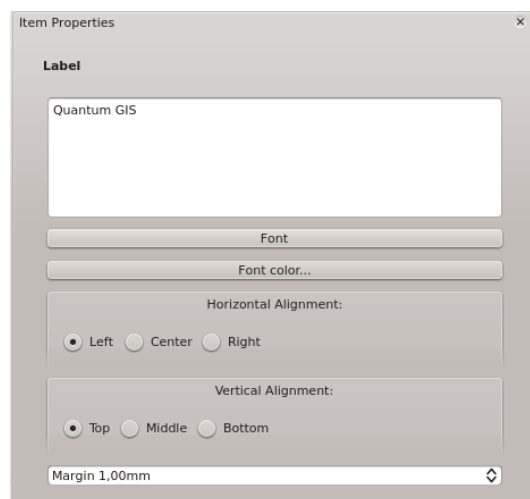 Item Properties
Label
Quantum GIS
Font
Font color...
Horizontal Alignment:
Left Center Right
Vertical Alignment:
Top Middle Bottom
Margin 1,00mm